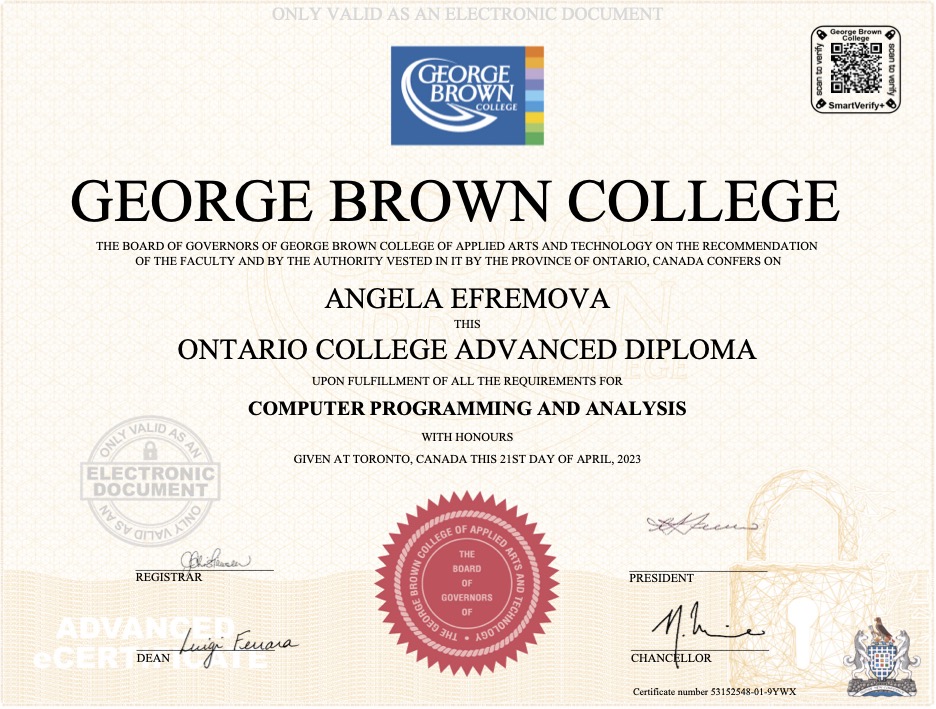 ONLY VALID AS AN ELECTRONIC DOCUMENT
George Brown
College
scan to verify
scan to verify
SmartVerify+
GEORGE
BROWN
COLLEGE
GEORGE BROWN COLLEGE
THE BOARD OF GOVERNORS OF GEORGE BROWN COLLEGE OF APPLIED ARTS AND TECHNOLOGY ON THE RECOMMENDATION
OF THE FACULTY AND BY THE AUTHORITY VESTED IN IT BY THE PROVINCE OF ONTARIO, CANADA CONFERS ON
ANGELA EFREMOVA
THIS
ONTARIO COLLEGE ADVANCED DIPLOMA
UPON FULFILLMENT OF ALL THE REQUIREMENTS FOR
COMPUTER PROGRAMMING AND ANALYSIS
WITH HONOURS
GIVEN AT TORONTO, CANADA THIS 21ST DAY OF APRIL, 2023
ONLY VALID AS AN
ELECTRONIC
DOCUMENT
ONLY VALID AS AN
THE GEORGE BROWN COLLEGE OF APPLIED ARTS AND TECHNOLOGY
THE
BOARD
OF
GOVERNORS
OF
REGISTRAR
PRESIDENT
ADVANCED
eCERTIFICATE
Luigi Ferrara
DEAN
CHANCELLOR
Certificate number 53152548-01-9YWX